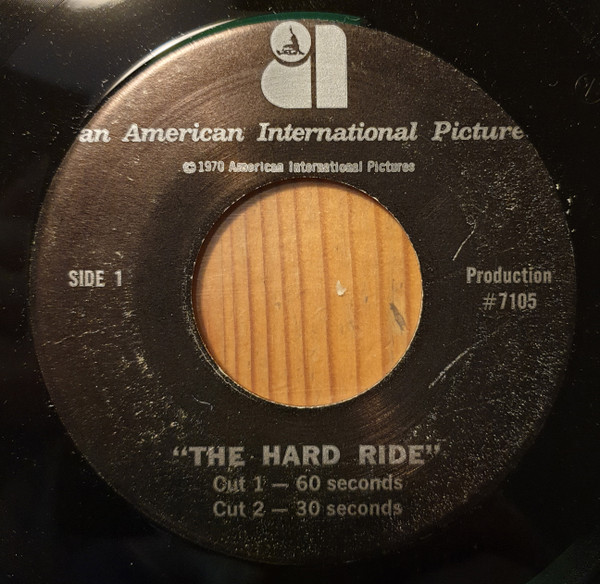 an American International Picture
© 1970 American International Pictures
SIDE 1
Production
#7105
"THE HARD RIDE"
Cut 1 — 60 seconds
Cut 2 — 30 seconds